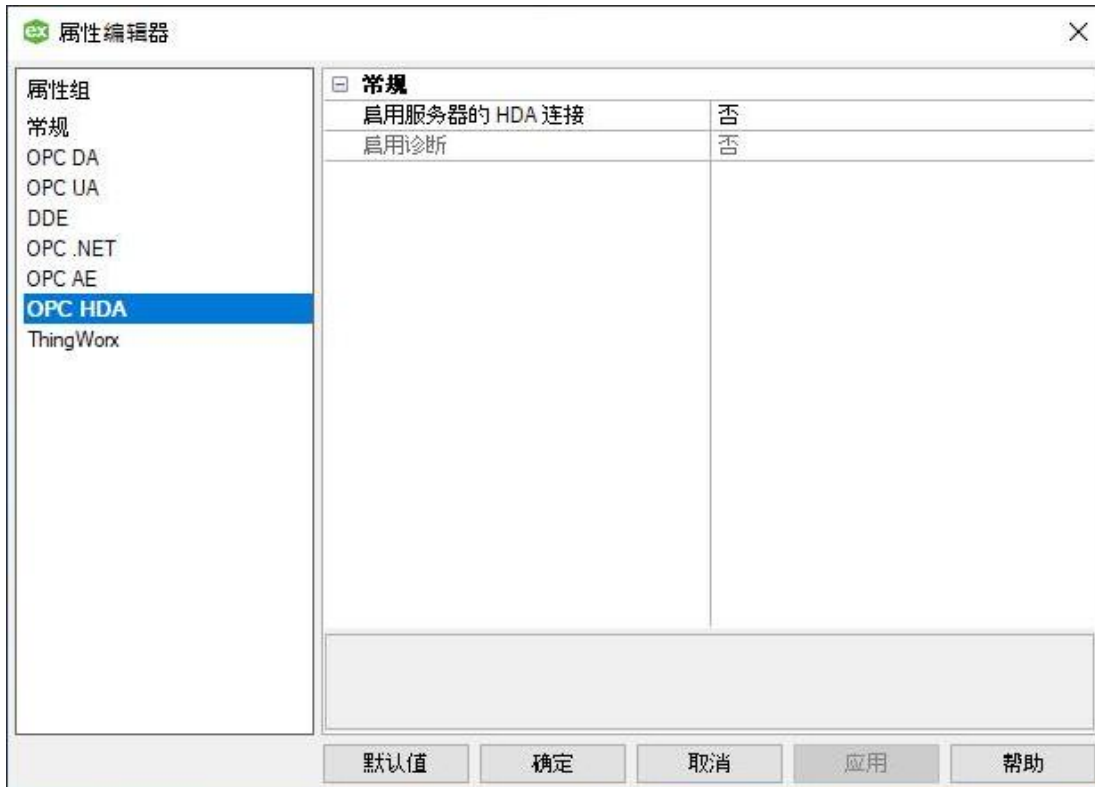 属性编辑器
属性组
常规
OPC DA
OPC UA
DDE
OPC .NET
OPC AE
OPC HDA
ThingWorx
常规
启用服务器的 HDA 连接 否
启用诊断 否
默认值 确定 取消 应用 帮助